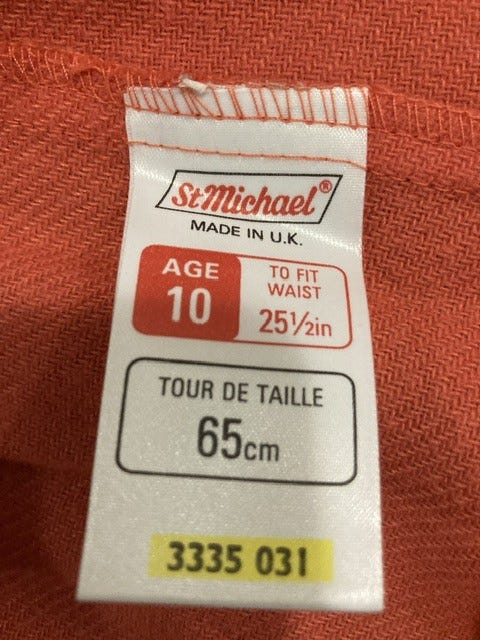 StMichael®
MADE IN U.K.
AGE
10
TO FIT
WAIST
25½in
TOUR DE TAILLE
65cm
3335 031